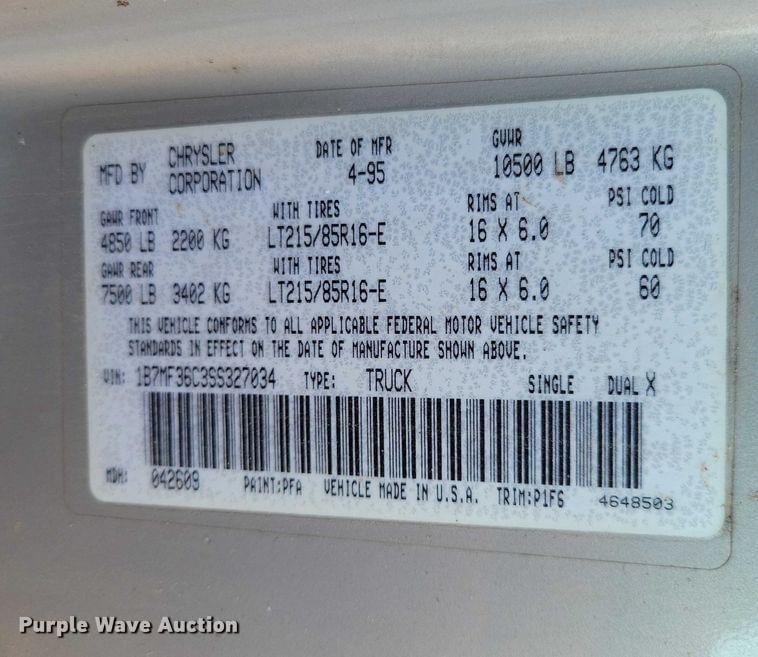 MFD BY CHRYSLER CORPORATION DATE OF MFR 4-95 GVWR 10500 LB 4763 KG
GAWR FRONT WITH TIRES RIMS AT PSI COLD
4850 LB 2200 KG LT215/85R16-E 16 X 6.0 70
GAWR REAR WITH TIRES RIMS AT PSI COLD
7500 LB 3402 KG LT215/85R16-E 16 X 6.0 60
THIS VEHICLE CONFORMS TO ALL APPLICABLE FEDERAL MOTOR VEHICLE SAFETY
STANDARDS IN EFFECT ON THE DATE OF MANUFACTURE SHOWN ABOVE.
VIN: 1B7MF36C3SS327034 TYPE: TRUCK SINGLE DUAL X
MDH: 042609 PAINT:PFA VEHICLE MADE IN U.S.A. TRIM:P1F6 4648503
Purple Wave Auction